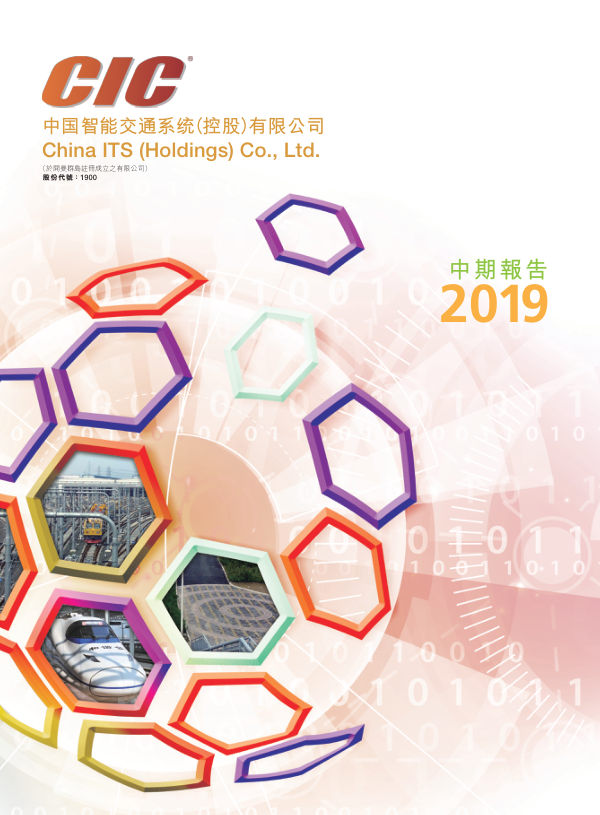 CIC®
中国智能交通系统(控股)有限公司
China ITS (Holdings) Co., Ltd.
(於開曼群島註冊成立之有限公司)
股份代號：1900
中期報告
2019